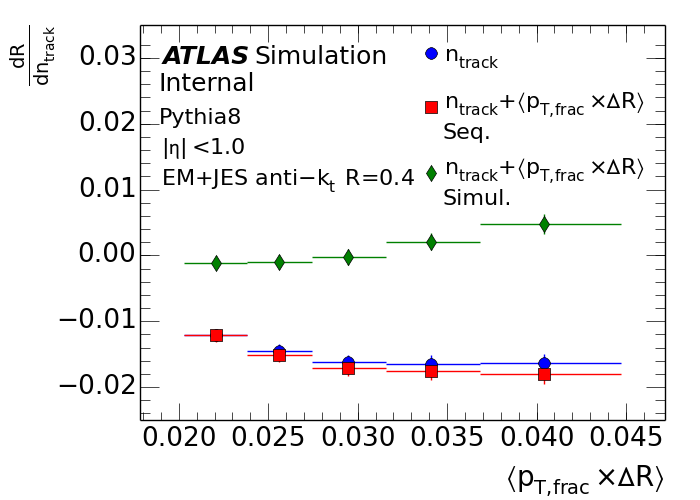 dR
dn_track
ATLAS Simulation
Internal
Pythia8
|η| <1.0
EM+JES anti−k_t R=0.4
n_track
n_track+⟨p_T,frac ×ΔR⟩
Seq.
n_track+⟨p_T,frac ×ΔR⟩
Simul.
0.03
0.02
0.01
0.00
−0.01
−0.02
0.020 0.025 0.030 0.035 0.040 0.045
⟨p_T,frac ×ΔR⟩